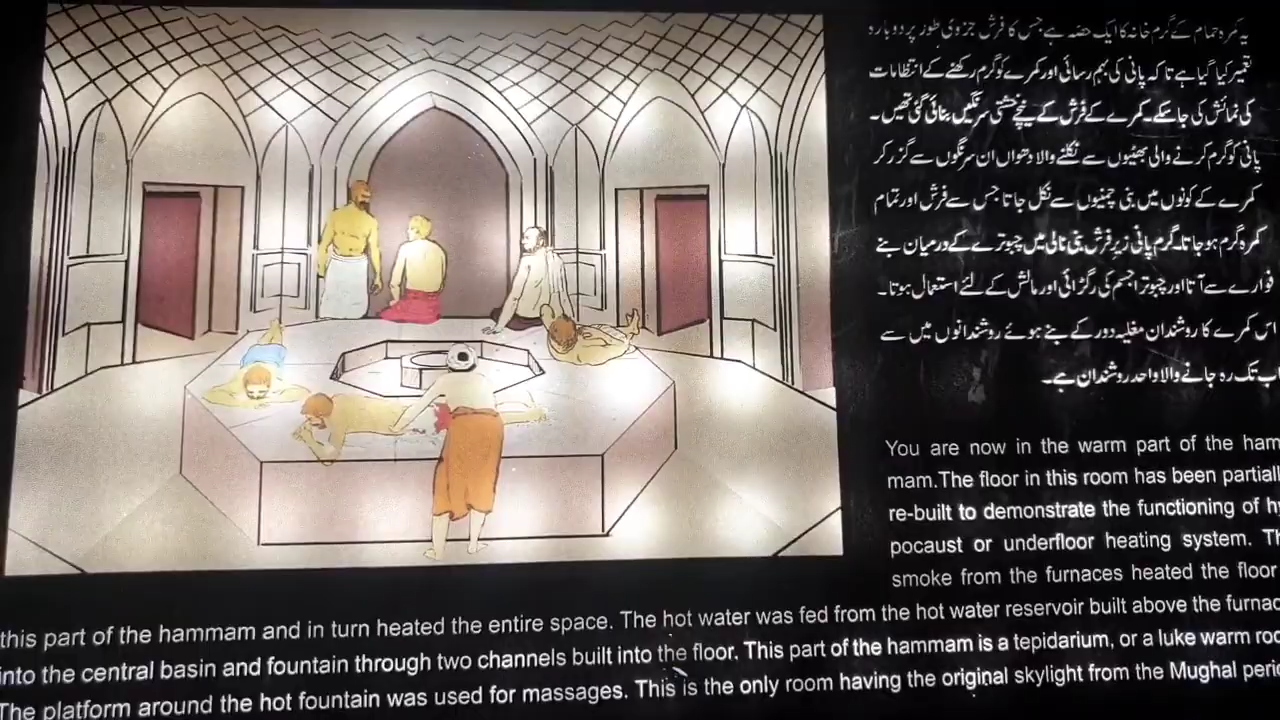 یہ کمرہ حمام کے گرم خانہ کا ایک حصہ ہے جس کا فرش جزوی طور پر دوبارہ
تعمیر کیا گیا ہے تا کہ پانی کی بہم رسائی اور کمرے کو گرم رکھنے کے انتظامات
کی نمائش کی جا سکے۔ کمرے کے فرش کے نیچے خشتی سرنگیں بنائی گئی تھیں۔
پانی کو گرم کرنے والی بھٹیوں سے نکلنے والا دھواں ان سرنگوں سے گزر کر
کمرے کے کونوں میں بنی چمنیوں سے نکل جاتا جس سے فرش اور تمام
کمرہ گرم ہو جاتا۔ گرم پانی زیرِ فرش بنی نالی میں چبوترے کے درمیان بنے
فوارے سے آتا اور چبوترا جسم کی رگڑائی اور مالش کے لئے استعمال ہوتا۔
اس کمرے کا روشندان مغلیہ دور کے بنے ہوئے روشندانوں میں سے
اب تک رہ جانے والا واحد روشندان ہے۔
You are now in the warm part of the ham
mam.The floor in this room has been partiall
re-built to demonstrate the functioning of hy
pocaust or underfloor heating system. Th
smoke from the furnaces heated the floor
this part of the hammam and in turn heated the entire space. The hot water was fed from the hot water reservoir built above the furnac
into the central basin and fountain through two channels built into the floor. This part of the hammam is a tepidarium, or a luke warm roo
The platform around the hot fountain was used for massages. This is the only room having the original skylight from the Mughal perio